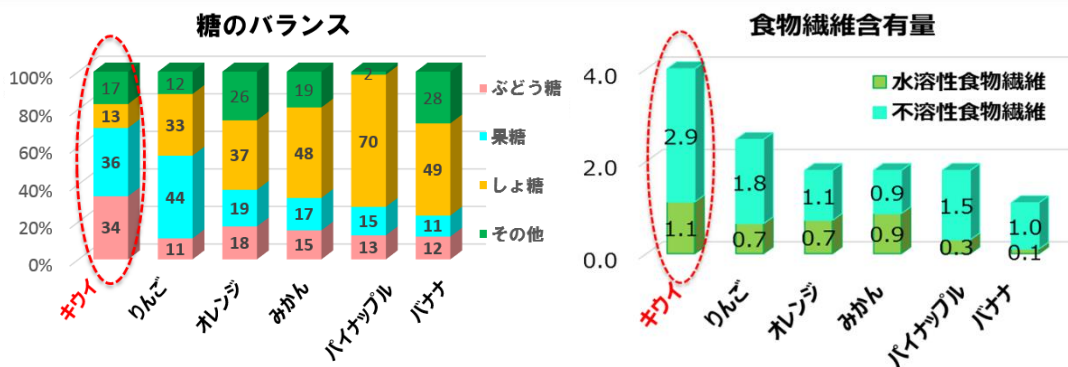 糖のバランス
100%
80%
60%
40%
20%
0%
17 12 26 19 2 28
13 33 37 48 70 49
36 44 19 17 15 11
34 11 18 15 13 12
キウイ りんご オレンジ みかん パイナップル バナナ
ぶどう糖
果糖
しょ糖
その他
食物繊維含有量
4.0
2.0
0.0
水溶性食物繊維
不溶性食物繊維
2.9 1.8 1.1 0.9 1.5 1.0
1.1 0.7 0.7 0.9 0.3 0.1
キウイ りんご オレンジ みかん パイナップル バナナ